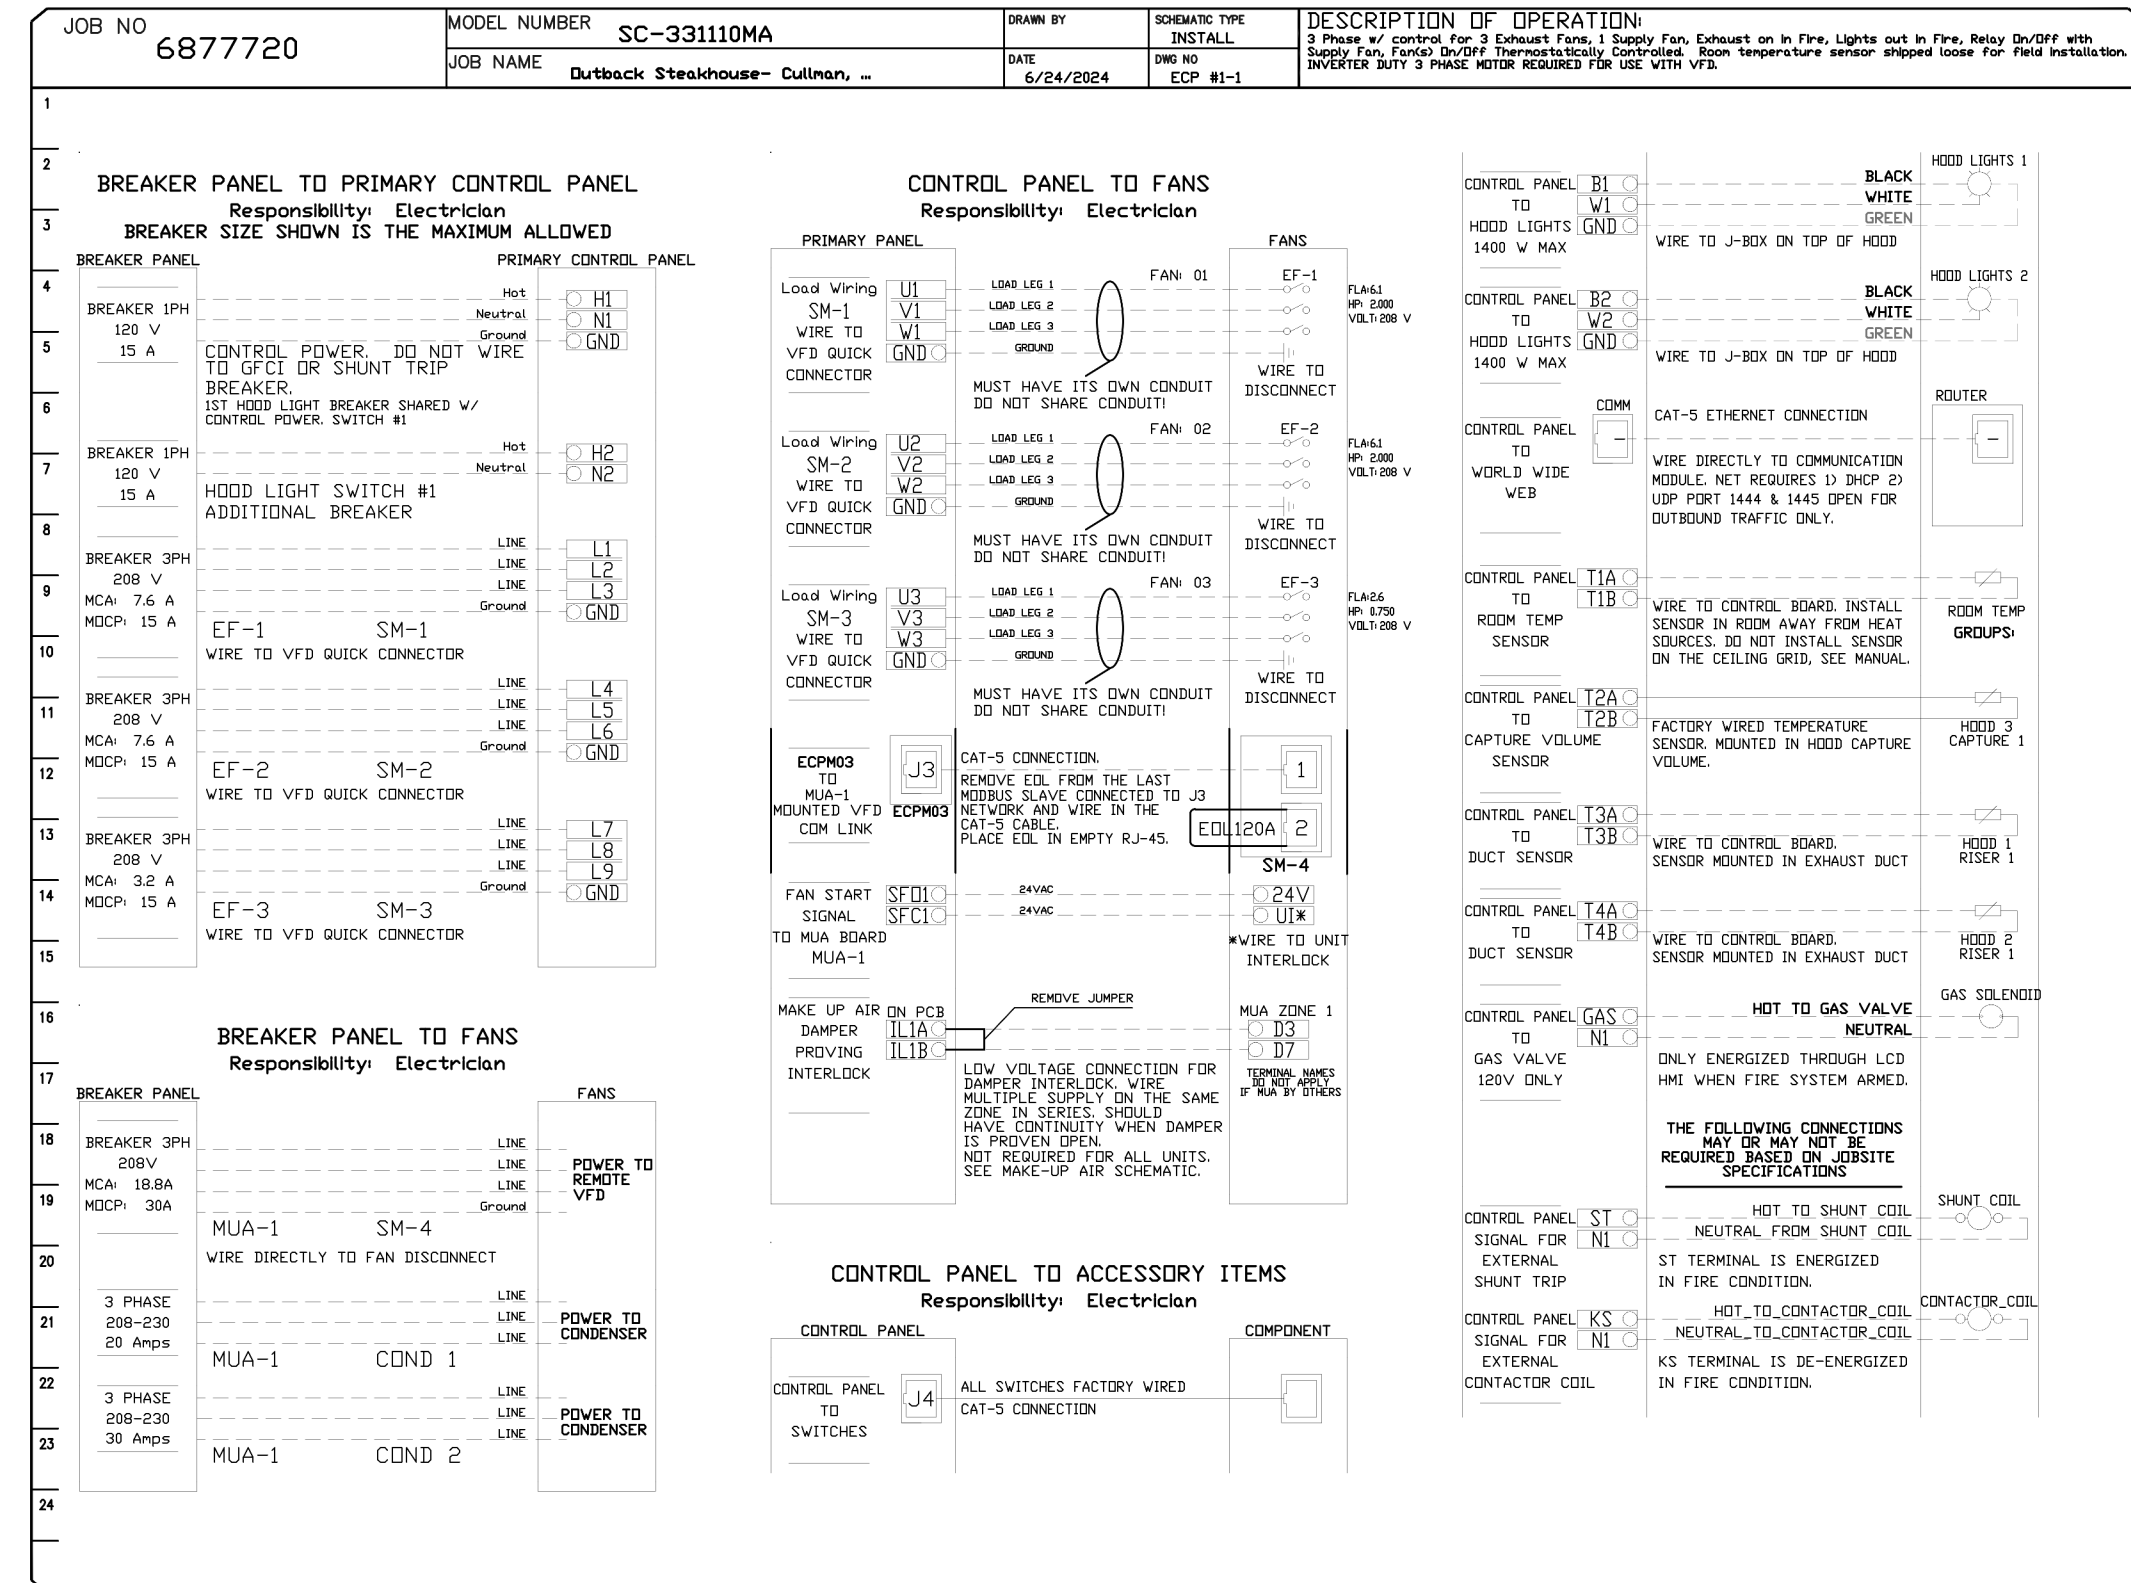 JOB NO
6877720
MODEL NUMBER SC-331110MA
JOB NAME Outback Steakhouse- Cullman, ...
DRAWN BY
DATE
6/24/2024
SCHEMATIC TYPE
INSTALL
DWG NO
ECP #1-1
DESCRIPTION OF OPERATION:
3 Phase w/ control for 3 Exhaust Fans, 1 Supply Fan, Exhaust on in Fire, Lights out in Fire, Relay On/Off with
Supply Fan, Fan(s) On/Off Thermostatically Controlled. Room temperature sensor shipped loose for field installation.
INVERTER DUTY 3 PHASE MOTOR REQUIRED FOR USE WITH VFD.
1
2
3
4
5
6
7
8
9
10
11
12
13
14
15
16
17
18
19
20
21
22
23
24
BREAKER PANEL TO PRIMARY CONTROL PANEL
Responsibility: Electrician
BREAKER SIZE SHOWN IS THE MAXIMUM ALLOWED
BREAKER PANEL
PRIMARY CONTROL PANEL
BREAKER 1PH
120 V
15 A
Hot
H1
Neutral
N1
Ground
GND
CONTROL POWER. DO NOT WIRE
TO GFCI OR SHUNT TRIP
BREAKER.
1ST HOOD LIGHT BREAKER SHARED W/
CONTROL POWER. SWITCH #1
BREAKER 1PH
120 V
15 A
Hot
H2
Neutral
N2
HOOD LIGHT SWITCH #1
ADDITIONAL BREAKER
BREAKER 3PH
208 V
MCA: 7.6 A
MOCP: 15 A
LINE
L1
LINE
L2
LINE
L3
Ground
GND
EF-1 SM-1
WIRE TO VFD QUICK CONNECTOR
BREAKER 3PH
208 V
MCA: 7.6 A
MOCP: 15 A
LINE
L4
LINE
L5
LINE
L6
Ground
GND
EF-2 SM-2
WIRE TO VFD QUICK CONNECTOR
BREAKER 3PH
208 V
MCA: 3.2 A
MOCP: 15 A
LINE
L7
LINE
L8
LINE
L9
Ground
GND
EF-3 SM-3
WIRE TO VFD QUICK CONNECTOR
BREAKER PANEL TO FANS
Responsibility: Electrician
BREAKER PANEL
FANS
BREAKER 3PH
208V
MCA: 18.8A
MOCP: 30A
LINE
LINE
LINE
Ground
POWER TO
REMOTE
VFD
MUA-1 SM-4
WIRE DIRECTLY TO FAN DISCONNECT
3 PHASE
208-230
20 Amps
LINE
LINE
LINE
POWER TO
CONDENSER
MUA-1 COND 1
3 PHASE
208-230
30 Amps
LINE
LINE
LINE
POWER TO
CONDENSER
MUA-1 COND 2
CONTROL PANEL TO FANS
Responsibility: Electrician
PRIMARY PANEL
FANS
Load Wiring
SM-1
WIRE TO
VFD QUICK
CONNECTOR
U1
V1
W1
GND
LOAD LEG 1
LOAD LEG 2
LOAD LEG 3
GROUND
FAN: 01
EF-1
FLA:6.1
HP: 2.000
VOLT: 208 V
WIRE TO
DISCONNECT
MUST HAVE ITS OWN CONDUIT
DO NOT SHARE CONDUIT!
Load Wiring
SM-2
WIRE TO
VFD QUICK
CONNECTOR
U2
V2
W2
GND
LOAD LEG 1
LOAD LEG 2
LOAD LEG 3
GROUND
FAN: 02
EF-2
FLA:6.1
HP: 2.000
VOLT: 208 V
WIRE TO
DISCONNECT
MUST HAVE ITS OWN CONDUIT
DO NOT SHARE CONDUIT!
Load Wiring
SM-3
WIRE TO
VFD QUICK
CONNECTOR
U3
V3
W3
GND
LOAD LEG 1
LOAD LEG 2
LOAD LEG 3
GROUND
FAN: 03
EF-3
FLA:2.6
HP: 0.750
VOLT: 208 V
WIRE TO
DISCONNECT
MUST HAVE ITS OWN CONDUIT
DO NOT SHARE CONDUIT!
ECPM03
TO
MUA-1
MOUNTED VFD
COM LINK
J3
ECPM03
CAT-5 CONNECTION.
REMOVE EOL FROM THE LAST
MODBUS SLAVE CONNECTED TO J3
NETWORK AND WIRE IN THE
CAT-5 CABLE.
PLACE EOL IN EMPTY RJ-45.
1
EOL120A
2
SM-4
FAN START
SIGNAL
TO MUA BOARD
MUA-1
SFO1
SFC1
24VAC
24VAC
24V
UI*
*WIRE TO UNIT
INTERLOCK
MAKE UP AIR
DAMPER
PROVING
INTERLOCK
ON PCB
IL1A
IL1B
REMOVE JUMPER
MUA ZONE 1
D3
D7
TERMINAL NAMES
DO NOT APPLY
IF MUA BY OTHERS
LOW VOLTAGE CONNECTION FOR
DAMPER INTERLOCK. WIRE
MULTIPLE SUPPLY ON THE SAME
ZONE IN SERIES. SHOULD
HAVE CONTINUITY WHEN DAMPER
IS PROVEN OPEN.
NOT REQUIRED FOR ALL UNITS.
SEE MAKE-UP AIR SCHEMATIC.
CONTROL PANEL TO ACCESSORY ITEMS
Responsibility: Electrician
CONTROL PANEL
COMPONENT
CONTROL PANEL
TO
SWITCHES
J4
ALL SWITCHES FACTORY WIRED
CAT-5 CONNECTION
CONTROL PANEL
TO
HOOD LIGHTS
1400 W MAX
B1
W1
GND
BLACK
WHITE
GREEN
HOOD LIGHTS 1
WIRE TO J-BOX ON TOP OF HOOD
CONTROL PANEL
TO
HOOD LIGHTS
1400 W MAX
B2
W2
GND
BLACK
WHITE
GREEN
HOOD LIGHTS 2
WIRE TO J-BOX ON TOP OF HOOD
CONTROL PANEL
TO
WORLD WIDE
WEB
COMM
CAT-5 ETHERNET CONNECTION
ROUTER
WIRE DIRECTLY TO COMMUNICATION
MODULE. NET REQUIRES 1) DHCP 2)
UDP PORT 1444 & 1445 OPEN FOR
OUTBOUND TRAFFIC ONLY.
CONTROL PANEL
TO
ROOM TEMP
SENSOR
T1A
T1B
WIRE TO CONTROL BOARD. INSTALL
SENSOR IN ROOM AWAY FROM HEAT
SOURCES. DO NOT INSTALL SENSOR
ON THE CEILING GRID, SEE MANUAL.
ROOM TEMP
GROUPS:
CONTROL PANEL
TO
CAPTURE VOLUME
SENSOR
T2A
T2B
FACTORY WIRED TEMPERATURE
SENSOR. MOUNTED IN HOOD CAPTURE
VOLUME.
HOOD 3
CAPTURE 1
CONTROL PANEL
TO
DUCT SENSOR
T3A
T3B
WIRE TO CONTROL BOARD.
SENSOR MOUNTED IN EXHAUST DUCT
HOOD 1
RISER 1
CONTROL PANEL
TO
DUCT SENSOR
T4A
T4B
WIRE TO CONTROL BOARD.
SENSOR MOUNTED IN EXHAUST DUCT
HOOD 2
RISER 1
CONTROL PANEL
TO
GAS VALVE
120V ONLY
GAS
N1
HOT TO GAS VALVE
NEUTRAL
GAS SOLENOID
ONLY ENERGIZED THROUGH LCD
HMI WHEN FIRE SYSTEM ARMED.
THE FOLLOWING CONNECTIONS
MAY OR MAY NOT BE
REQUIRED BASED ON JOBSITE
SPECIFICATIONS
CONTROL PANEL
SIGNAL FOR
EXTERNAL
SHUNT TRIP
ST
N1
HOT TO SHUNT COIL
NEUTRAL FROM SHUNT COIL
SHUNT COIL
ST TERMINAL IS ENERGIZED
IN FIRE CONDITION.
CONTROL PANEL
SIGNAL FOR
EXTERNAL
CONTACTOR COIL
KS
N1
HOT_TO_CONTACTOR_COIL
NEUTRAL_TO_CONTACTOR_COIL
CONTACTOR_COIL
KS TERMINAL IS DE-ENERGIZED
IN FIRE CONDITION.